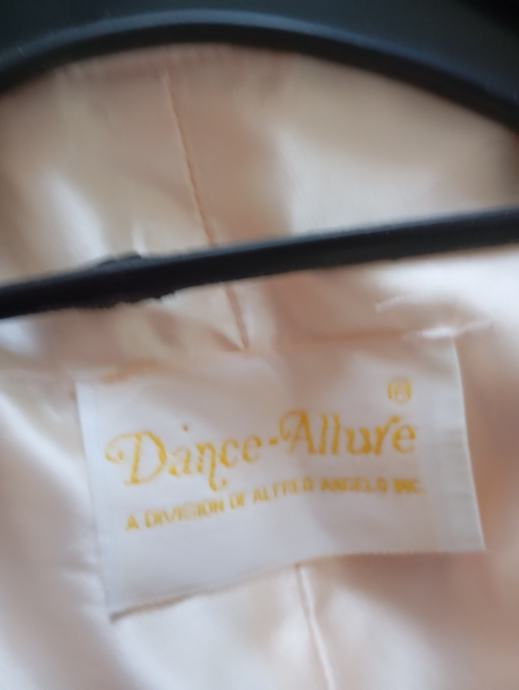 Dance-Allure®
A DIVISION OF ALFRED ANGELO INC.